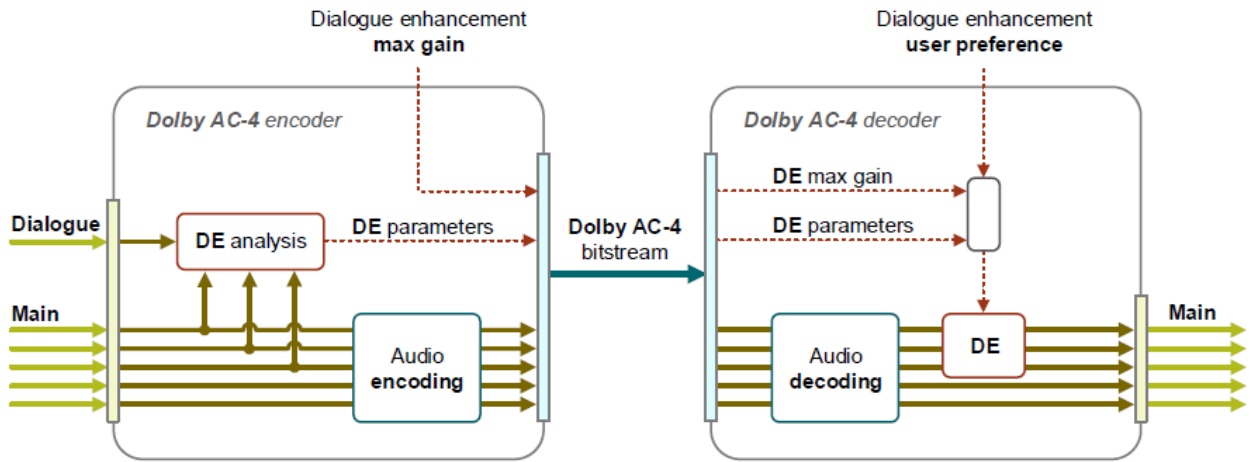 Dialogue enhancement
max gain
Dialogue enhancement
user preference
Dolby AC-4 encoder
Dolby AC-4 decoder
DE max gain
Dialogue
DE analysis
DE parameters
Dolby AC-4
bitstream
DE parameters
Main
Audio
encoding
Audio
decoding
DE
Main